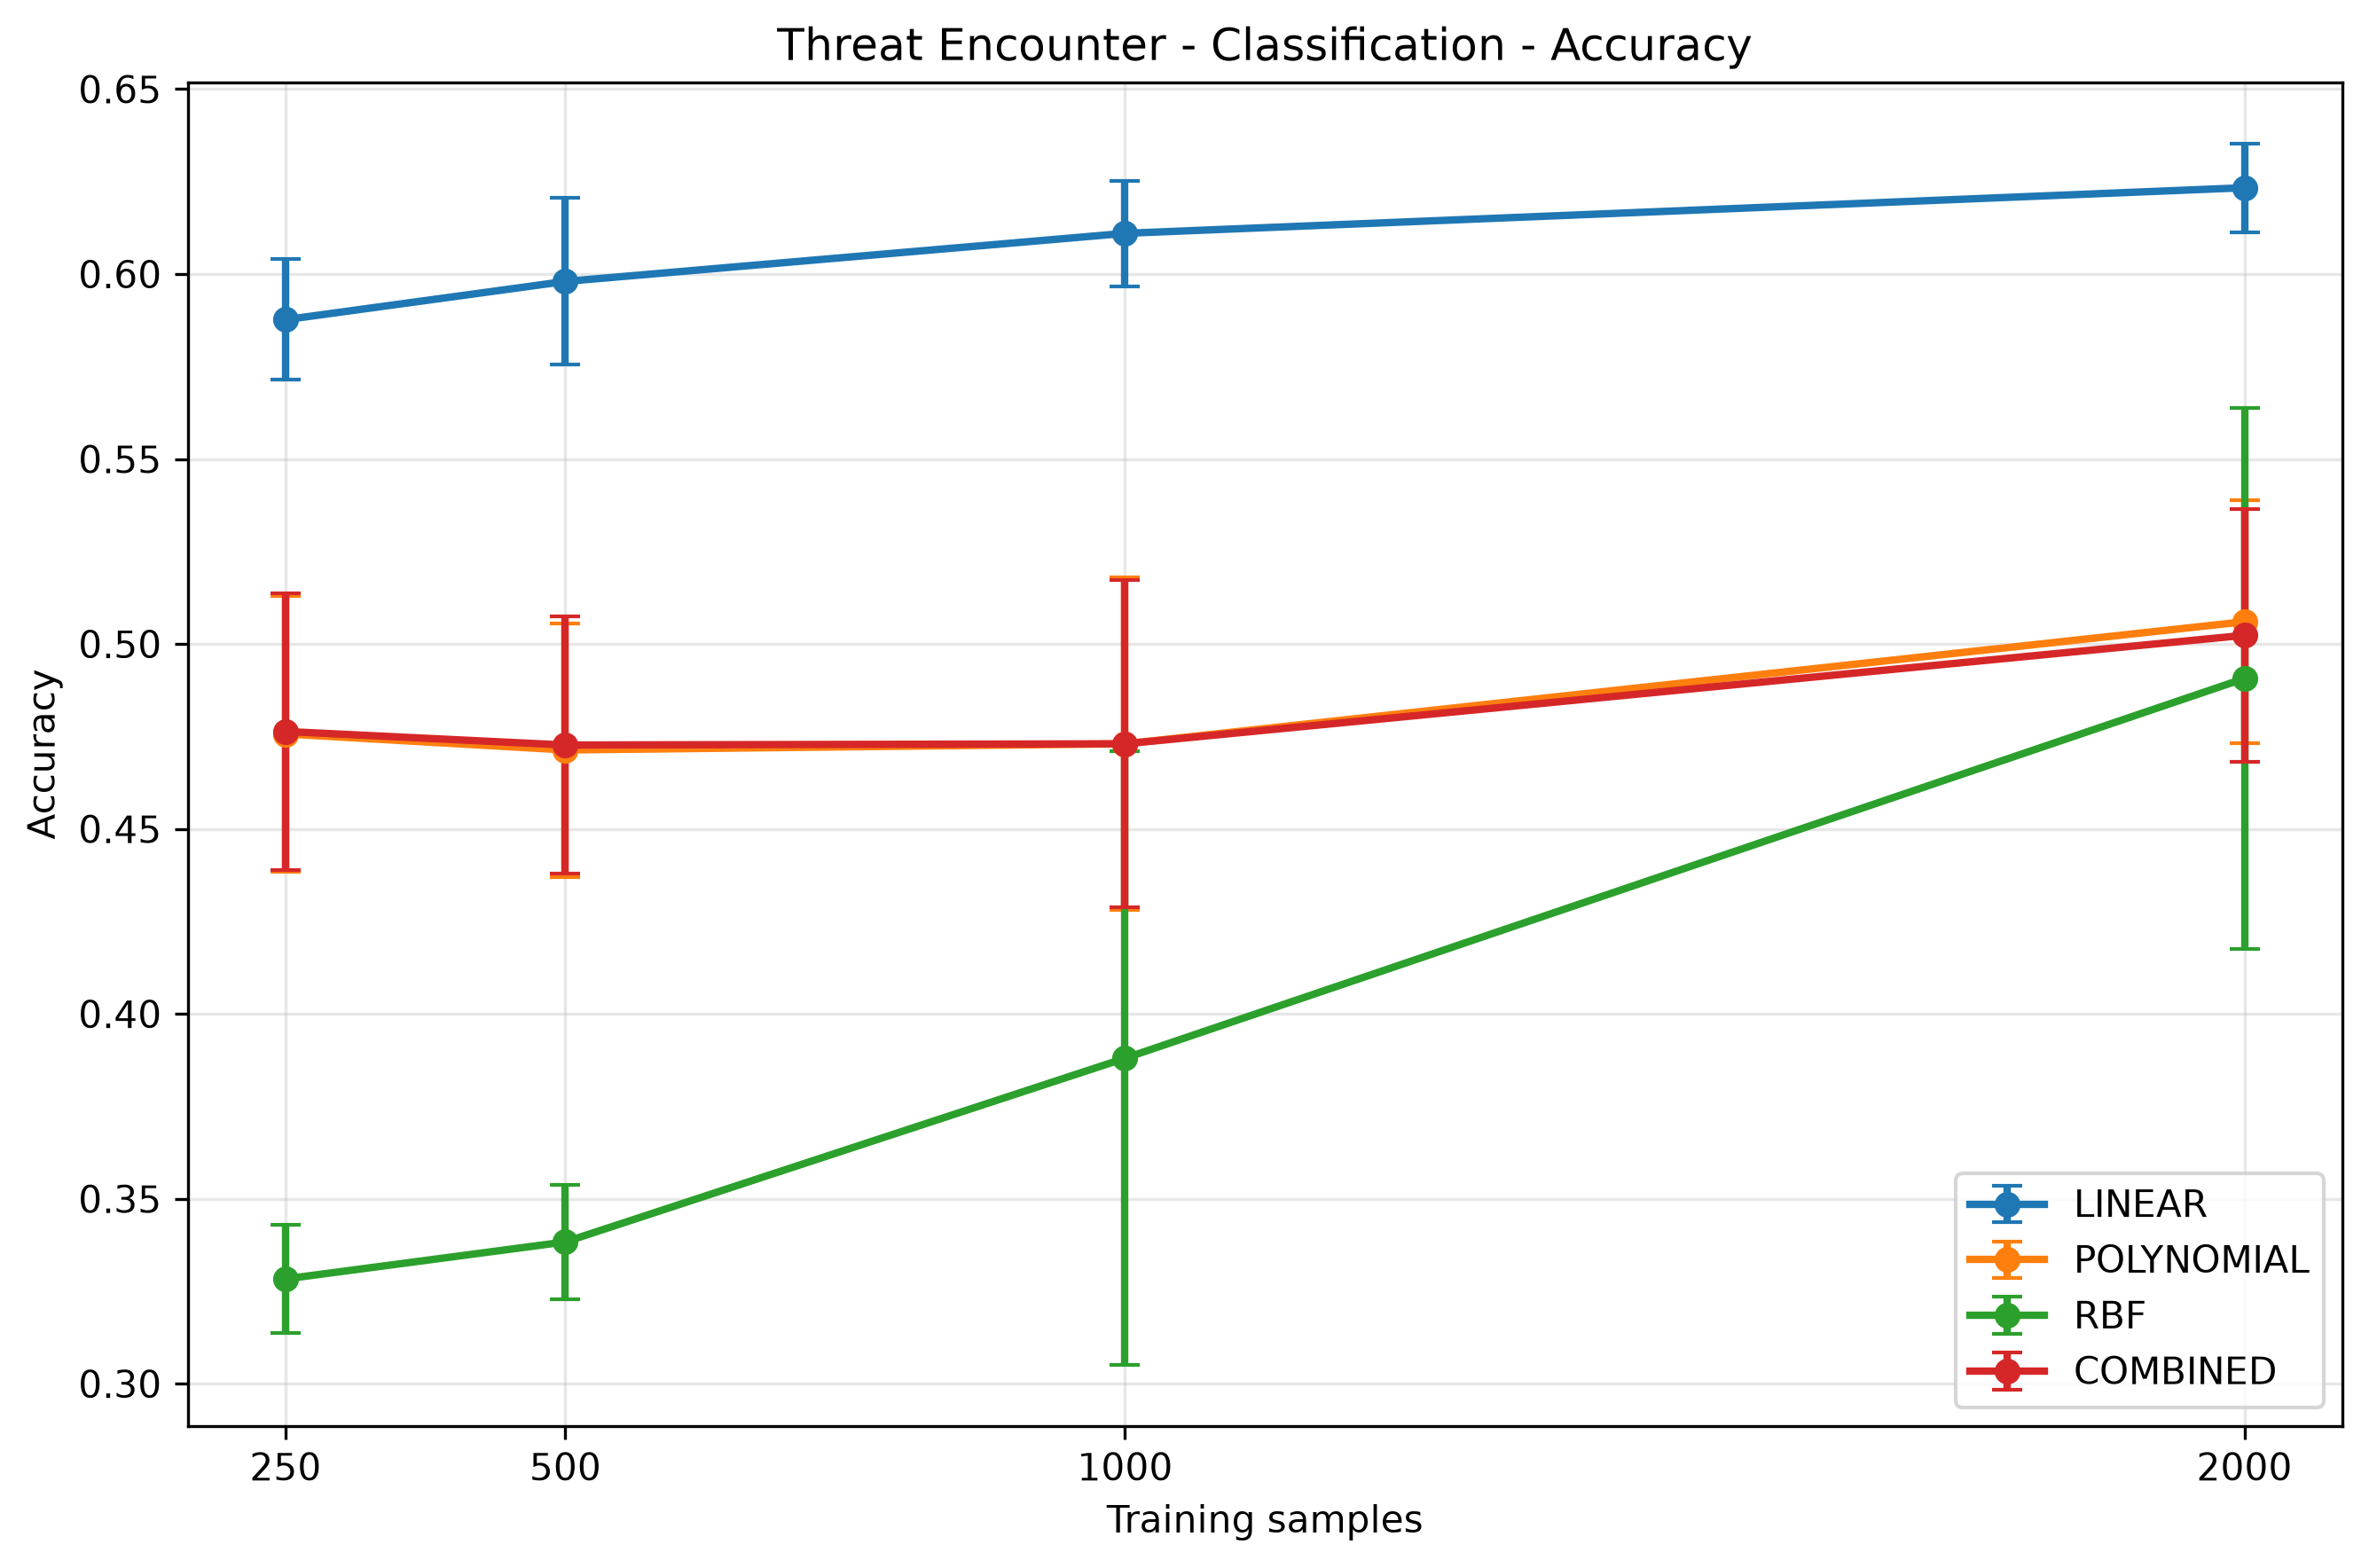 Threat Encounter - Classification - Accuracy
0.65
0.60
0.55
0.50
0.45
0.40
0.35
0.30
Accuracy
250 500 1000 2000
Training samples
LINEAR
POLYNOMIAL
RBF
COMBINED